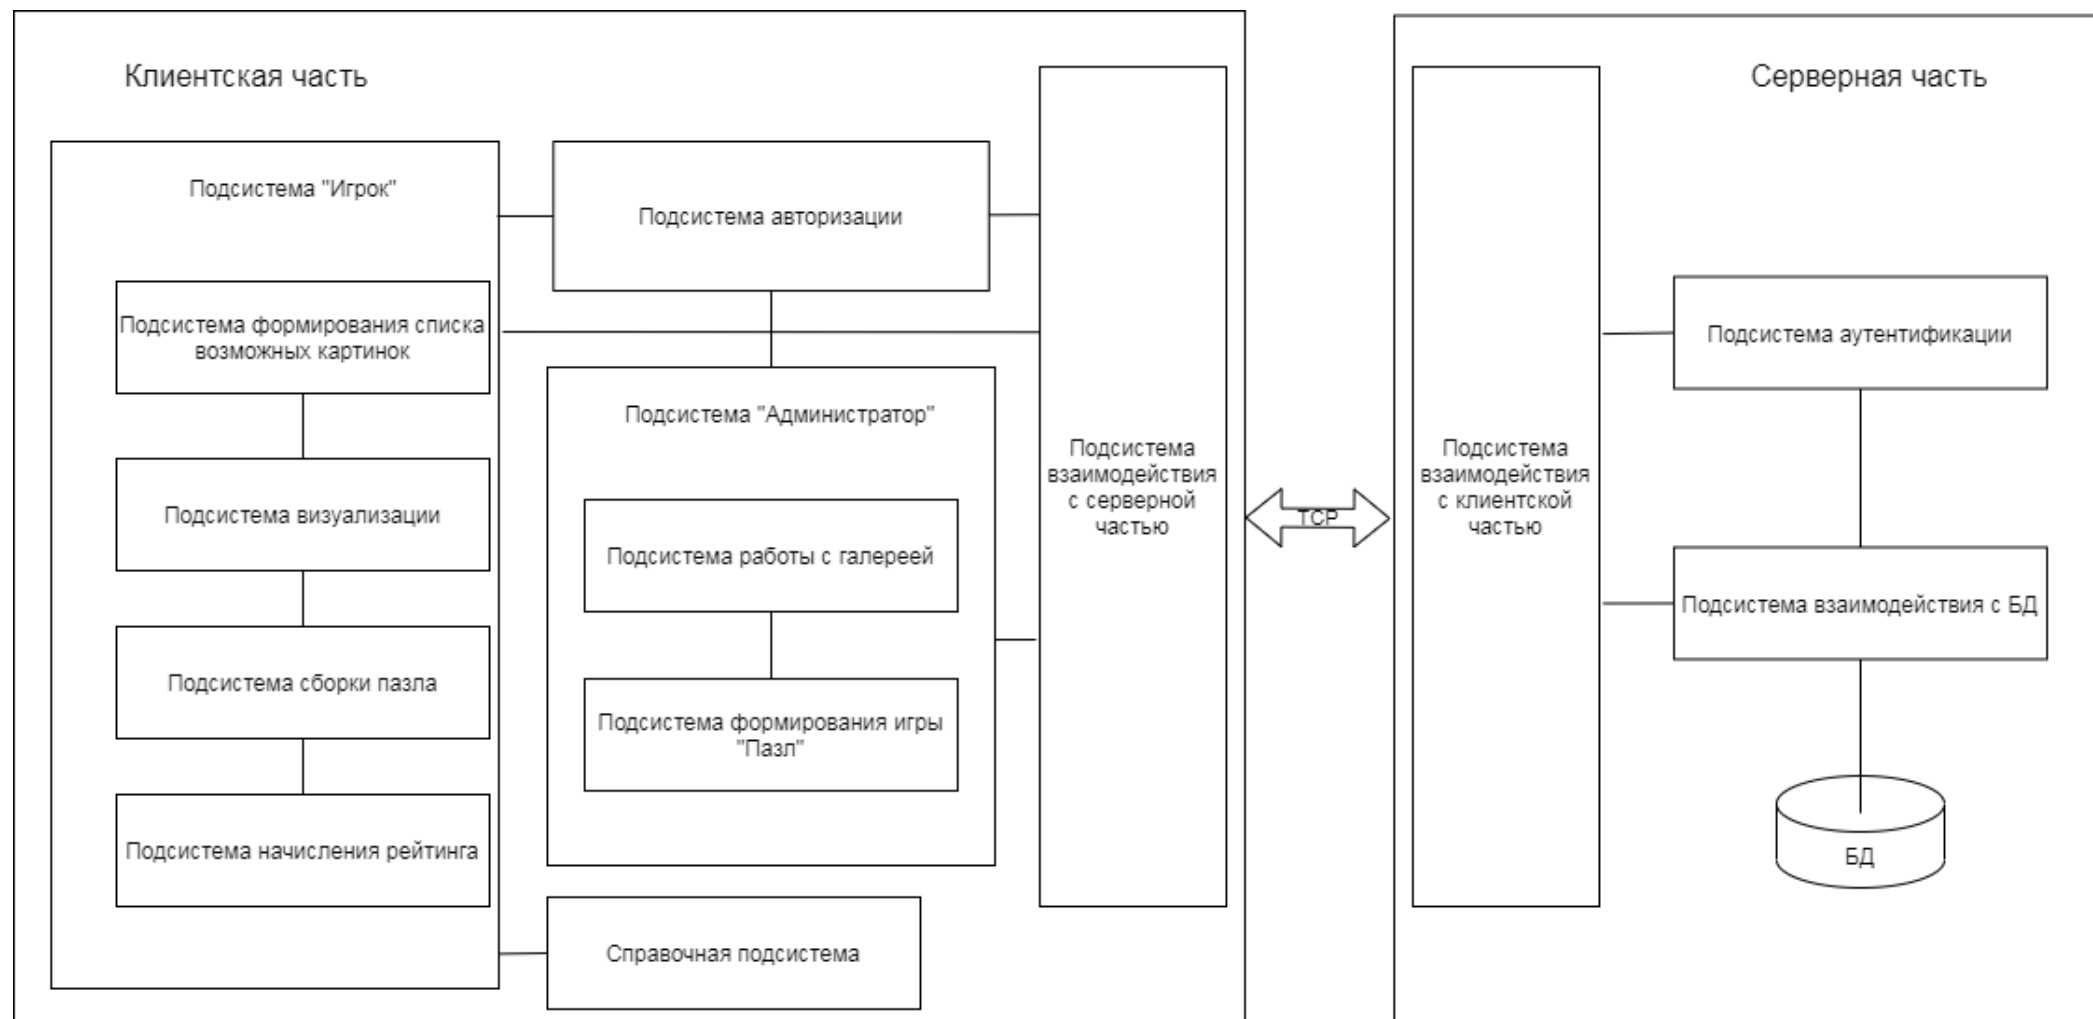 Клиентская часть
Подсистема "Игрок"
Подсистема формирования списка
возможных картинок
Подсистема визуализации
Подсистема сборки пазла
Подсистема начисления рейтинга
Подсистема авторизации
Подсистема "Администратор"
Подсистема работы с галереей
Подсистема формирования игры
"Пазл"
Справочная подсистема
Подсистема
взаимодействия
с серверной
частью
TCP
Серверная часть
Подсистема
взаимодействия
с клиентской
частью
Подсистема аутентификации
Подсистема взаимодействия с БД
БД